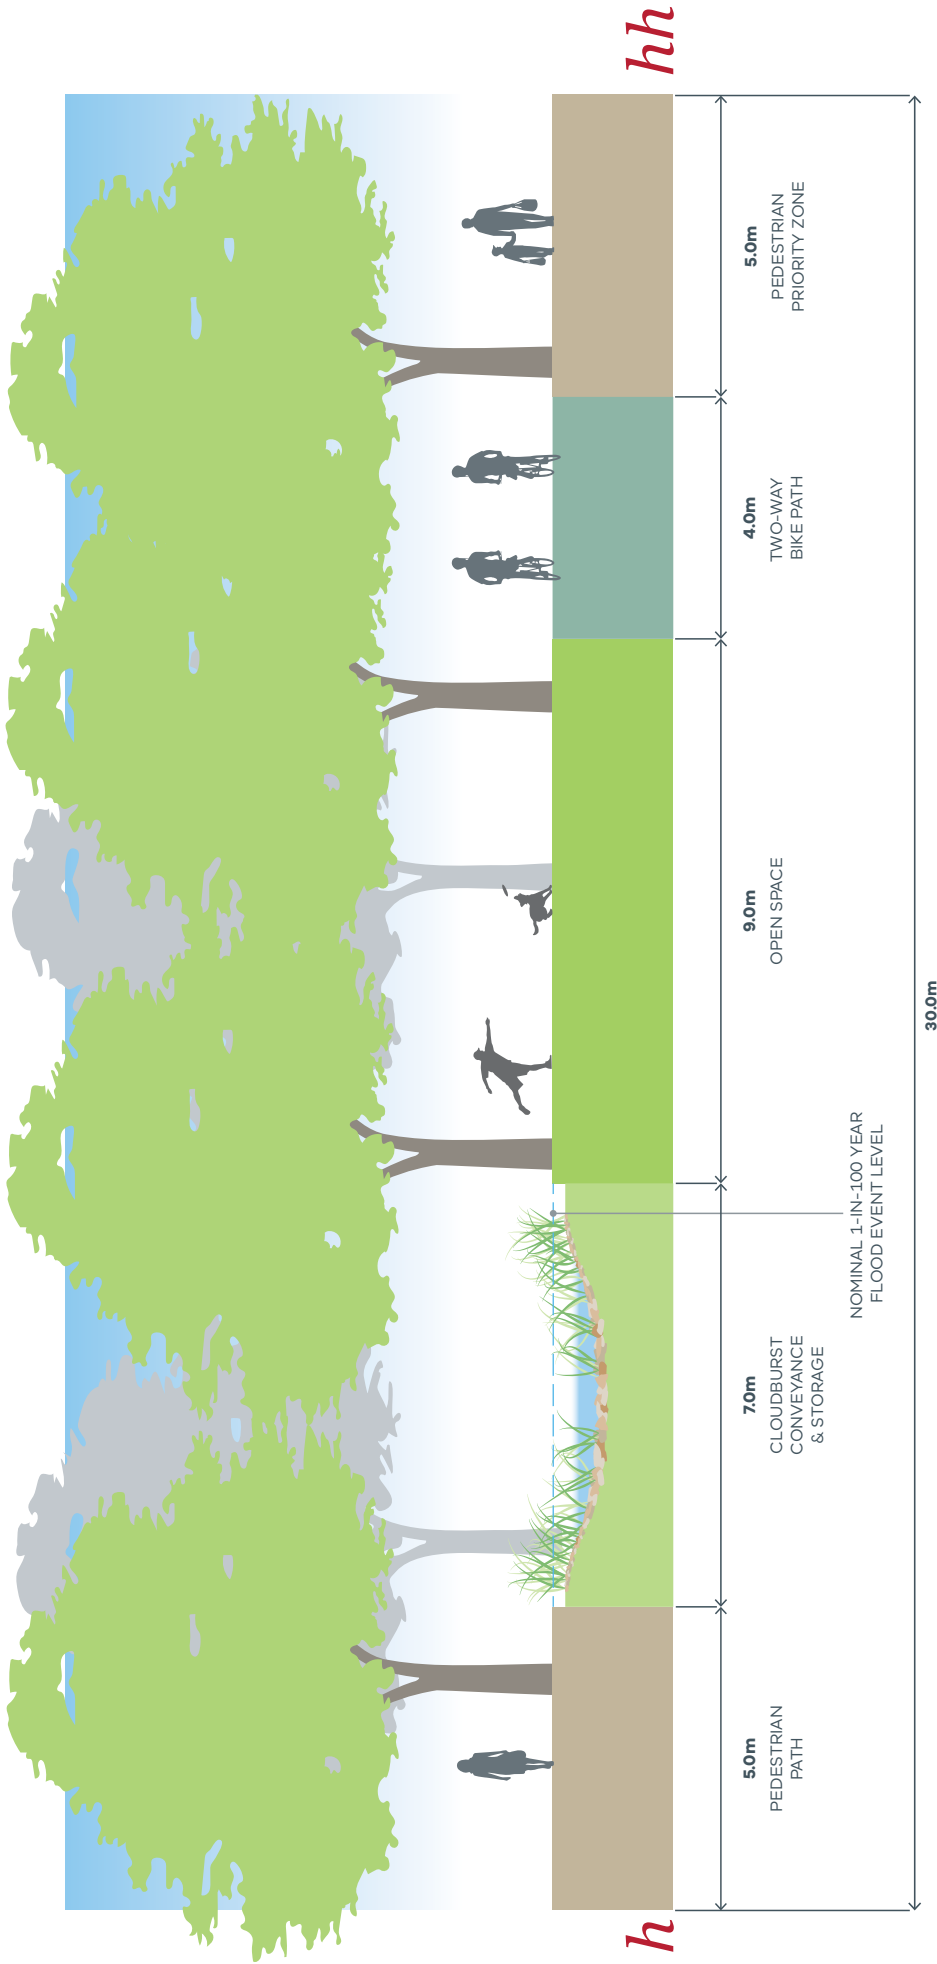 h
hh
5.0m
PEDESTRIAN
PATH
7.0m
CLOUDBURST
CONVEYANCE
& STORAGE
9.0m
OPEN SPACE
4.0m
TWO-WAY
BIKE PATH
5.0m
PEDESTRIAN
PRIORITY ZONE
NOMINAL 1-IN-100 YEAR
FLOOD EVENT LEVEL
30.0m